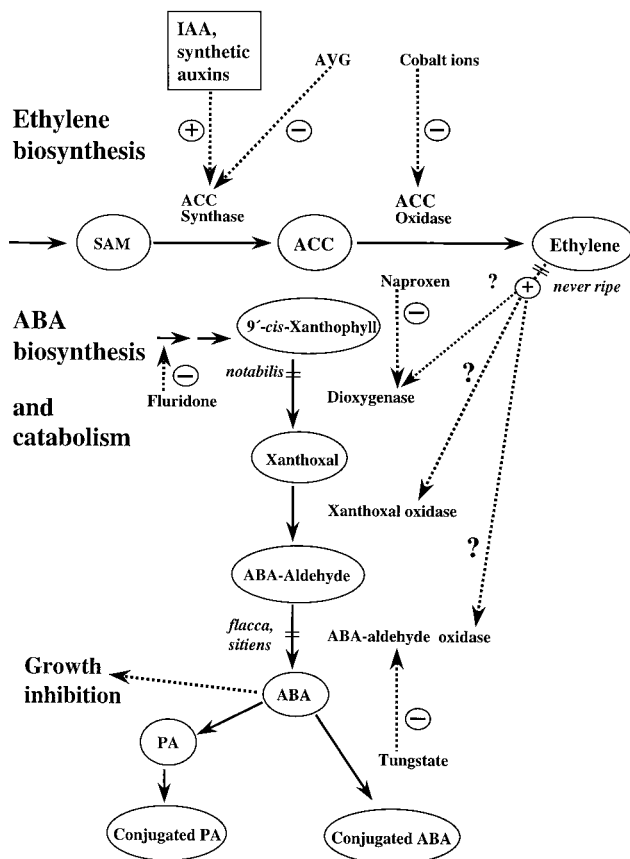 IAA,
synthetic
auxins
AVG
Cobalt ions
Ethylene
biosynthesis
+
−
−
ACC
Synthase
ACC
Oxidase
SAM
ACC
Ethylene
+
never ripe
?
Naproxen
−
ABA
biosynthesis
9´-cis-Xanthophyll
−
Fluridone
notabilis
Dioxygenase
?
and
catabolism
Xanthoxal
Xanthoxal oxidase
?
ABA-Aldehyde
flacca,
sitiens
ABA-aldehyde oxidase
Growth
inhibition
ABA
−
PA
Tungstate
Conjugated PA
Conjugated ABA